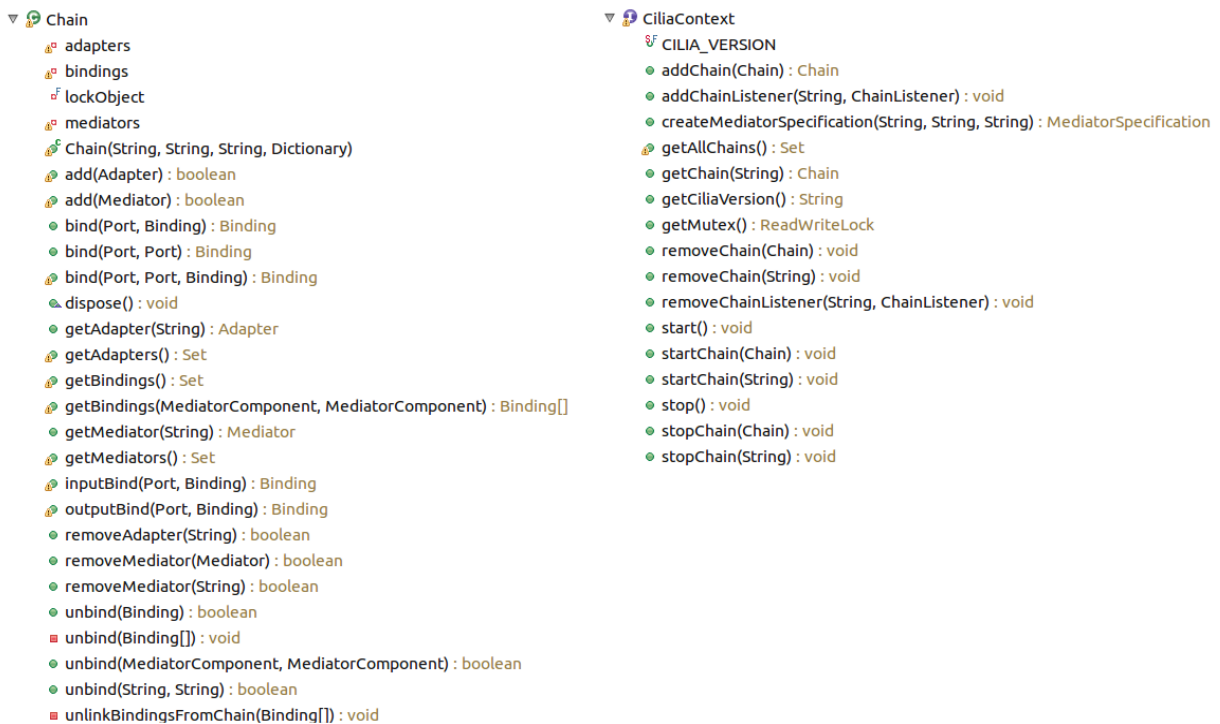 Chain
adapters
bindings
lockObject
mediators
Chain(String, String, String, Dictionary)
add(Adapter) : boolean
add(Mediator) : boolean
bind(Port, Binding) : Binding
bind(Port, Port) : Binding
bind(Port, Port, Binding) : Binding
dispose() : void
getAdapter(String) : Adapter
getAdapters() : Set
getBindings() : Set
getBindings(MediatorComponent, MediatorComponent) : Binding[]
getMediator(String) : Mediator
getMediators() : Set
inputBind(Port, Binding) : Binding
outputBind(Port, Binding) : Binding
removeAdapter(String) : boolean
removeMediator(Mediator) : boolean
removeMediator(String) : boolean
unbind(Binding) : boolean
unbind(Binding[]) : void
unbind(MediatorComponent, MediatorComponent) : boolean
unbind(String, String) : boolean
unlinkBindingsFromChain(Binding[]) : void
CiliaContext
CILIA_VERSION
addChain(Chain) : Chain
addChainListener(String, ChainListener) : void
createMediatorSpecification(String, String, String) : MediatorSpecification
getAllChains() : Set
getChain(String) : Chain
getCiliaVersion() : String
getMutex() : ReadWriteLock
removeChain(Chain) : void
removeChain(String) : void
removeChainListener(String, ChainListener) : void
start() : void
startChain(Chain) : void
startChain(String) : void
stop() : void
stopChain(Chain) : void
stopChain(String) : void